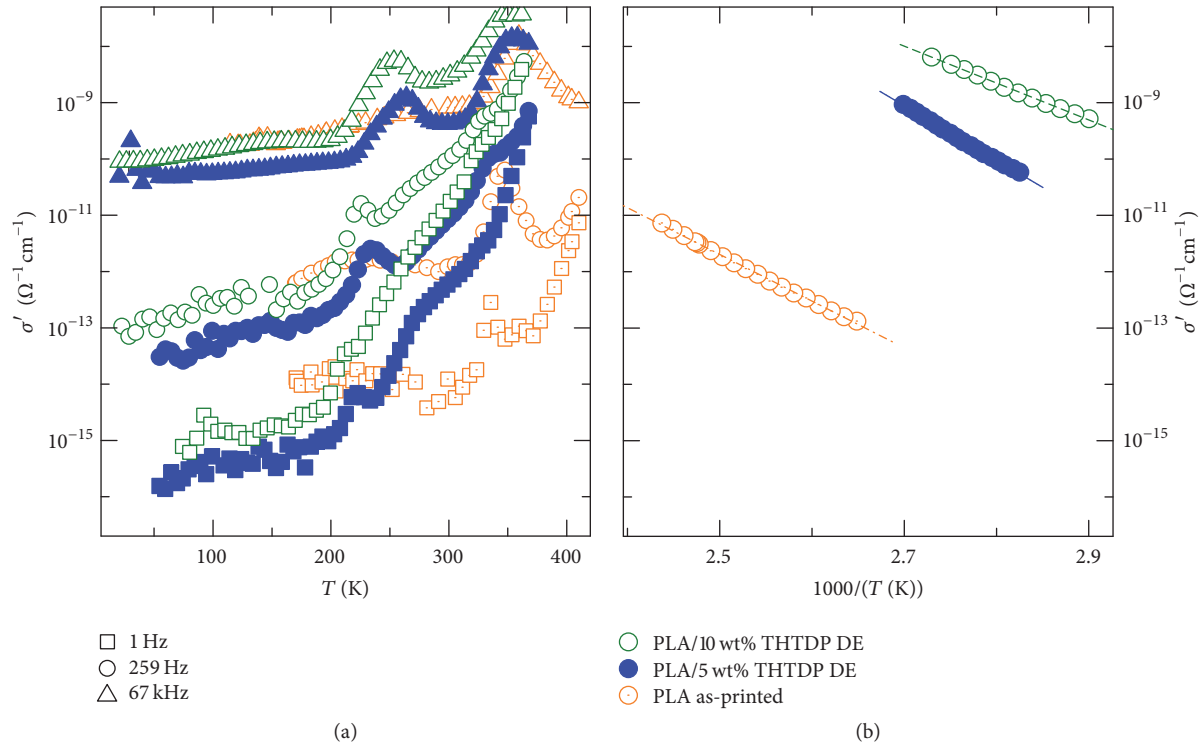 10⁻⁹
10⁻¹¹
10⁻¹³
10⁻¹⁵
σ′ (Ω⁻¹ cm⁻¹)
100 200 300 400
T (K)
10⁻⁹
10⁻¹¹
10⁻¹³
10⁻¹⁵
σ′ (Ω⁻¹ cm⁻¹)
2.5 2.7 2.9
1000/(T (K))
1 Hz
259 Hz
67 kHz
(a)
PLA/10 wt% THTDP DE
PLA/5 wt% THTDP DE
PLA as-printed
(b)